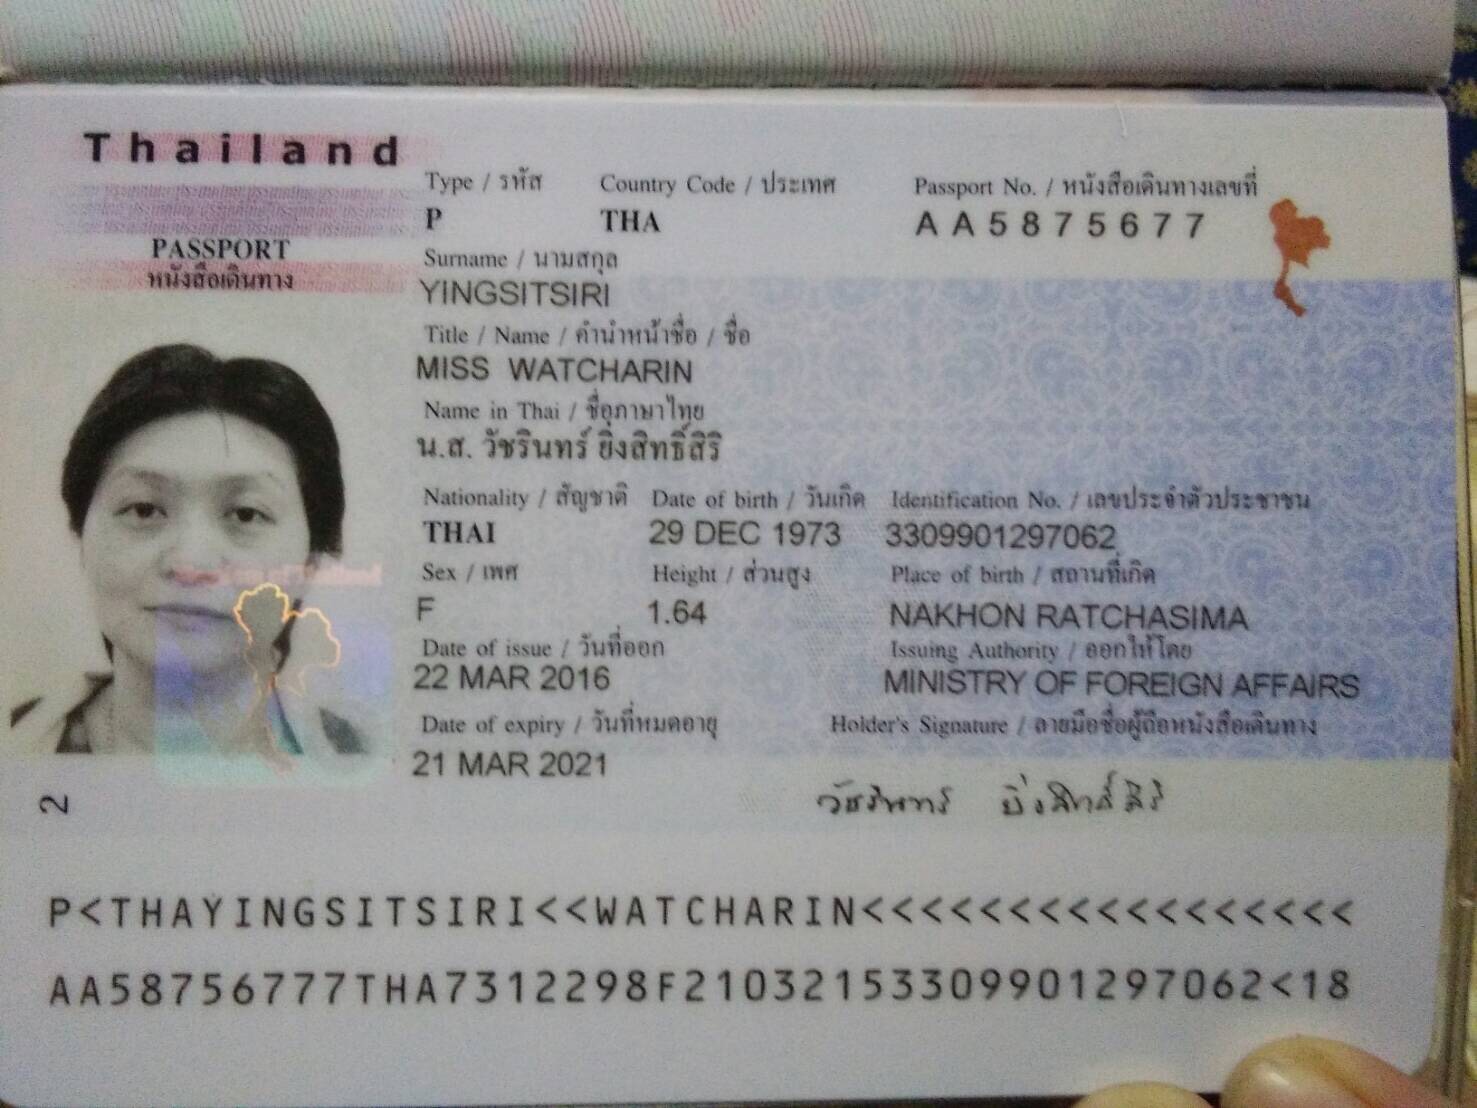 Thailand
PASSPORT
หนังสือเดินทาง
Type / รหัส Country Code / ประเทศ Passport No. / หนังสือเดินทางเลขที่
P THA AA5875677
Surname / นามสกุล
YINGSITSIRI
Title / Name / คำนำหน้าชื่อ / ชื่อ
MISS WATCHARIN
Name in Thai / ชื่อภาษาไทย
น.ส. วัชรินทร์ ยิ่งสิทธิ์สิริ
Nationality / สัญชาติ Date of birth / วันเกิด Identification No. / เลขประจำตัวประชาชน
THAI 29 DEC 1973 3309901297062
Sex / เพศ Height / ส่วนสูง Place of birth / สถานที่เกิด
F 1.64 NAKHON RATCHASIMA
Date of issue / วันที่ออก Issuing Authority / ออกให้โดย
22 MAR 2016 MINISTRY OF FOREIGN AFFAIRS
Date of expiry / วันที่หมดอายุ Holder's Signature / ลายมือชื่อผู้ถือหนังสือเดินทาง
21 MAR 2021
วัชรินทร์ ยิ่งสิทธิ์สิริ
2
P<THAYINGSITSIRI<<WATCHARIN<<<<<<<<<<<<<<<<<
AA58756777THA7312298F21032153309901297062<18